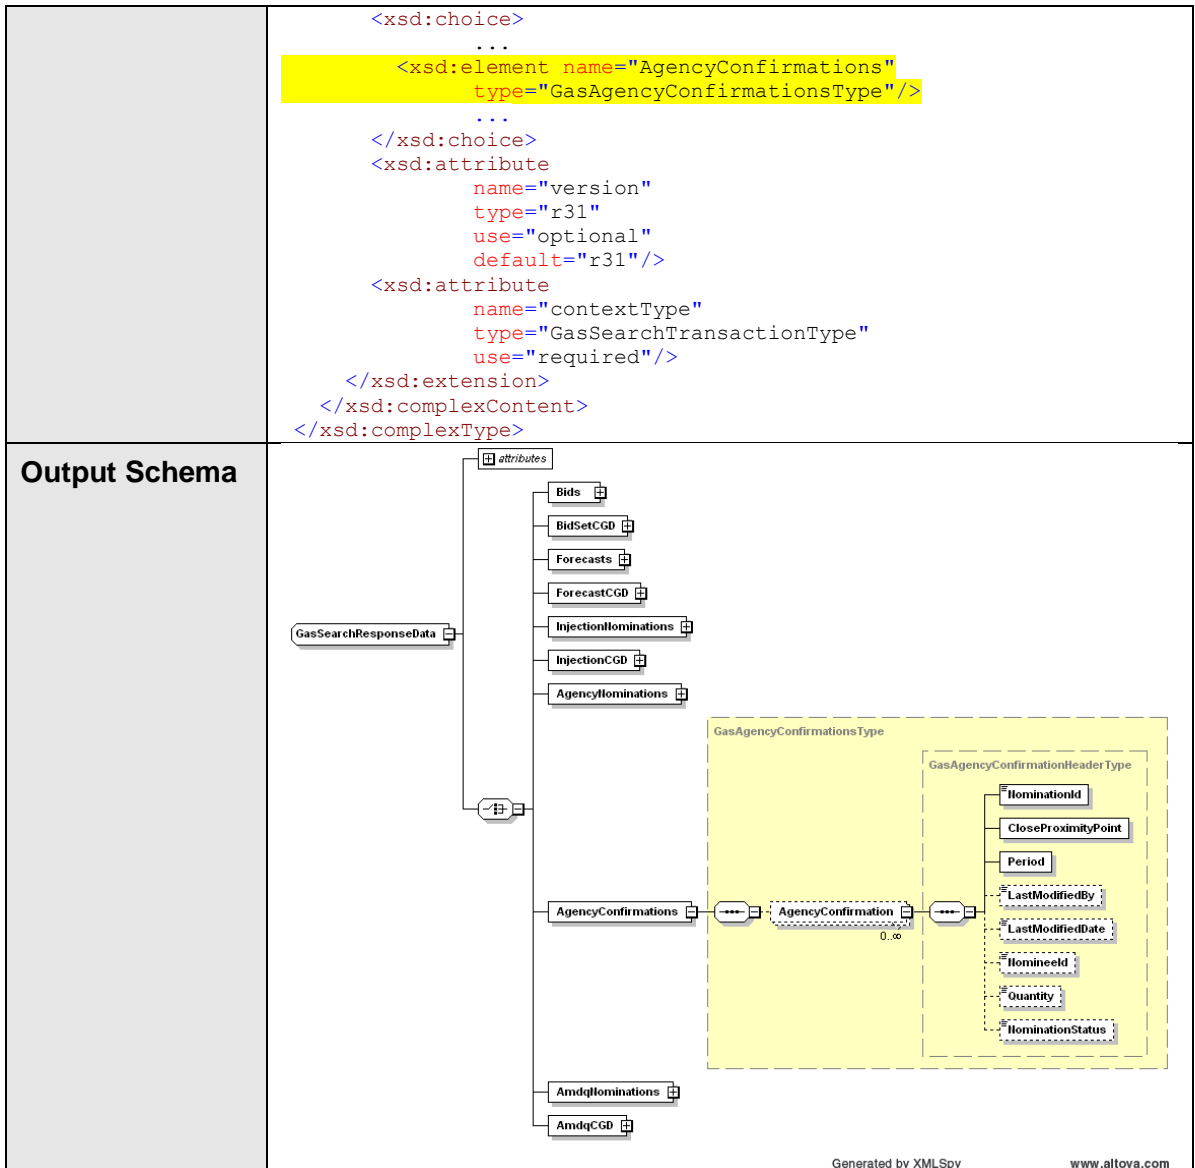 <xsd:choice>
...
<xsd:element name="AgencyConfirmations"
type="GasAgencyConfirmationsType"/>
...
</xsd:choice>
<xsd:attribute
name="version"
type="r31"
use="optional"
default="r31"/>
<xsd:attribute
name="contextType"
type="GasSearchTransactionType"
use="required"/>
</xsd:extension>
</xsd:complexContent>
</xsd:complexType>
Output Schema
attributes
Bids
BidSetCGD
Forecasts
ForecastCGD
InjectionNominations
GasSearchResponseData
InjectionCGD
AgencyNominations
GasAgencyConfirmationsType
GasAgencyConfirmationHeaderType
NominationId
CloseProximityPoint
Period
LastModifiedBy
AgencyConfirmations
AgencyConfirmation
0..∞
LastModifiedDate
NomineeId
Quantity
NominationStatus
AmdqNominations
AmdqCGD
Generated by XMLSpy www.altova.com